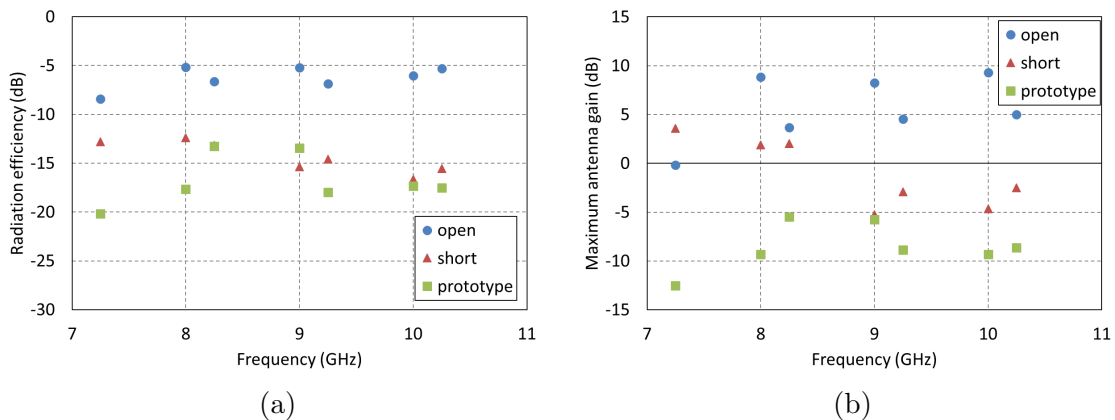 0
-5
-10
-15
-20
-25
-30
Radiation efficiency (dB)
open
short
prototype
7
8
9
10
11
Frequency (GHz)
(a)
15
10
5
0
-5
-10
-15
Maximum antenna gain (dB)
open
short
prototype
7
8
9
10
11
Frequency (GHz)
(b)